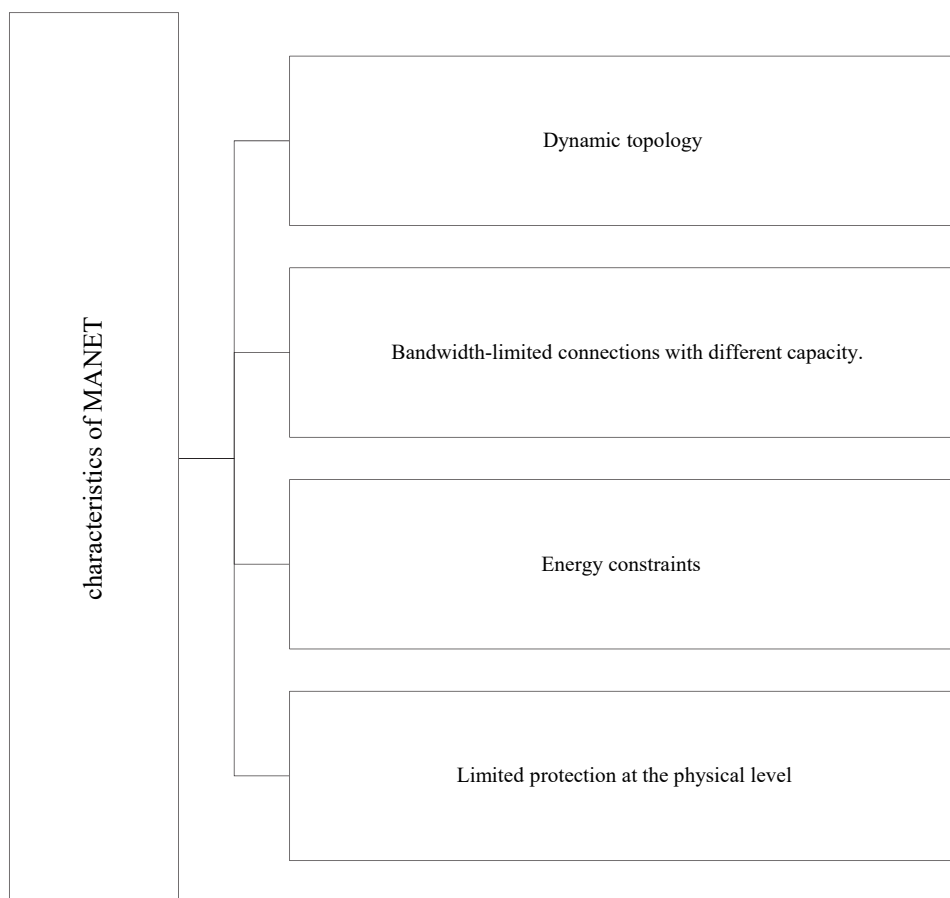 characteristics of MANET
Dynamic topology
Bandwidth-limited connections with different capacity.
Energy constraints
Limited protection at the physical level